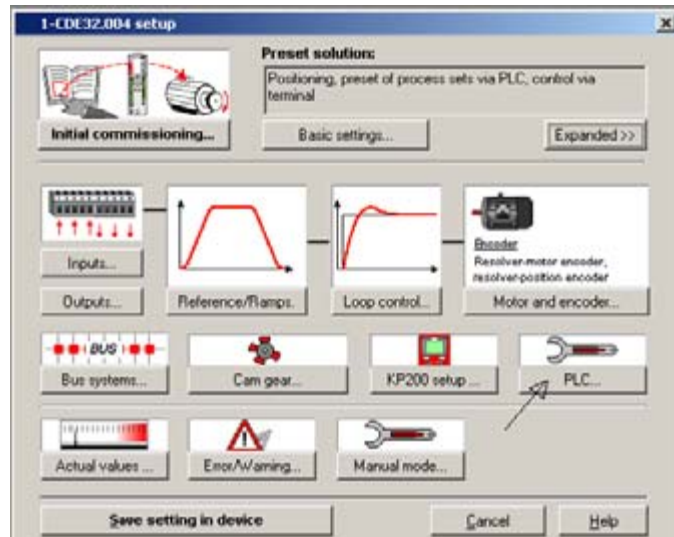 1-CDE32.004 setup
Preset solution:
Positioning, preset of process sets via PLC, control via
terminal
Initial commissioning...
Basic settings...
Expanded >>
Encoder
Resolver-motor encoder,
resolver-position encoder
Inputs...
Outputs...
Reference/Ramps.
Loop control...
Motor and encoder...
BUS
Bus systems...
Cam gear...
KP200 setup ...
PLC...
Actual values ...
Error/Warning...
Manual mode...
Save setting in device
Cancel
Help